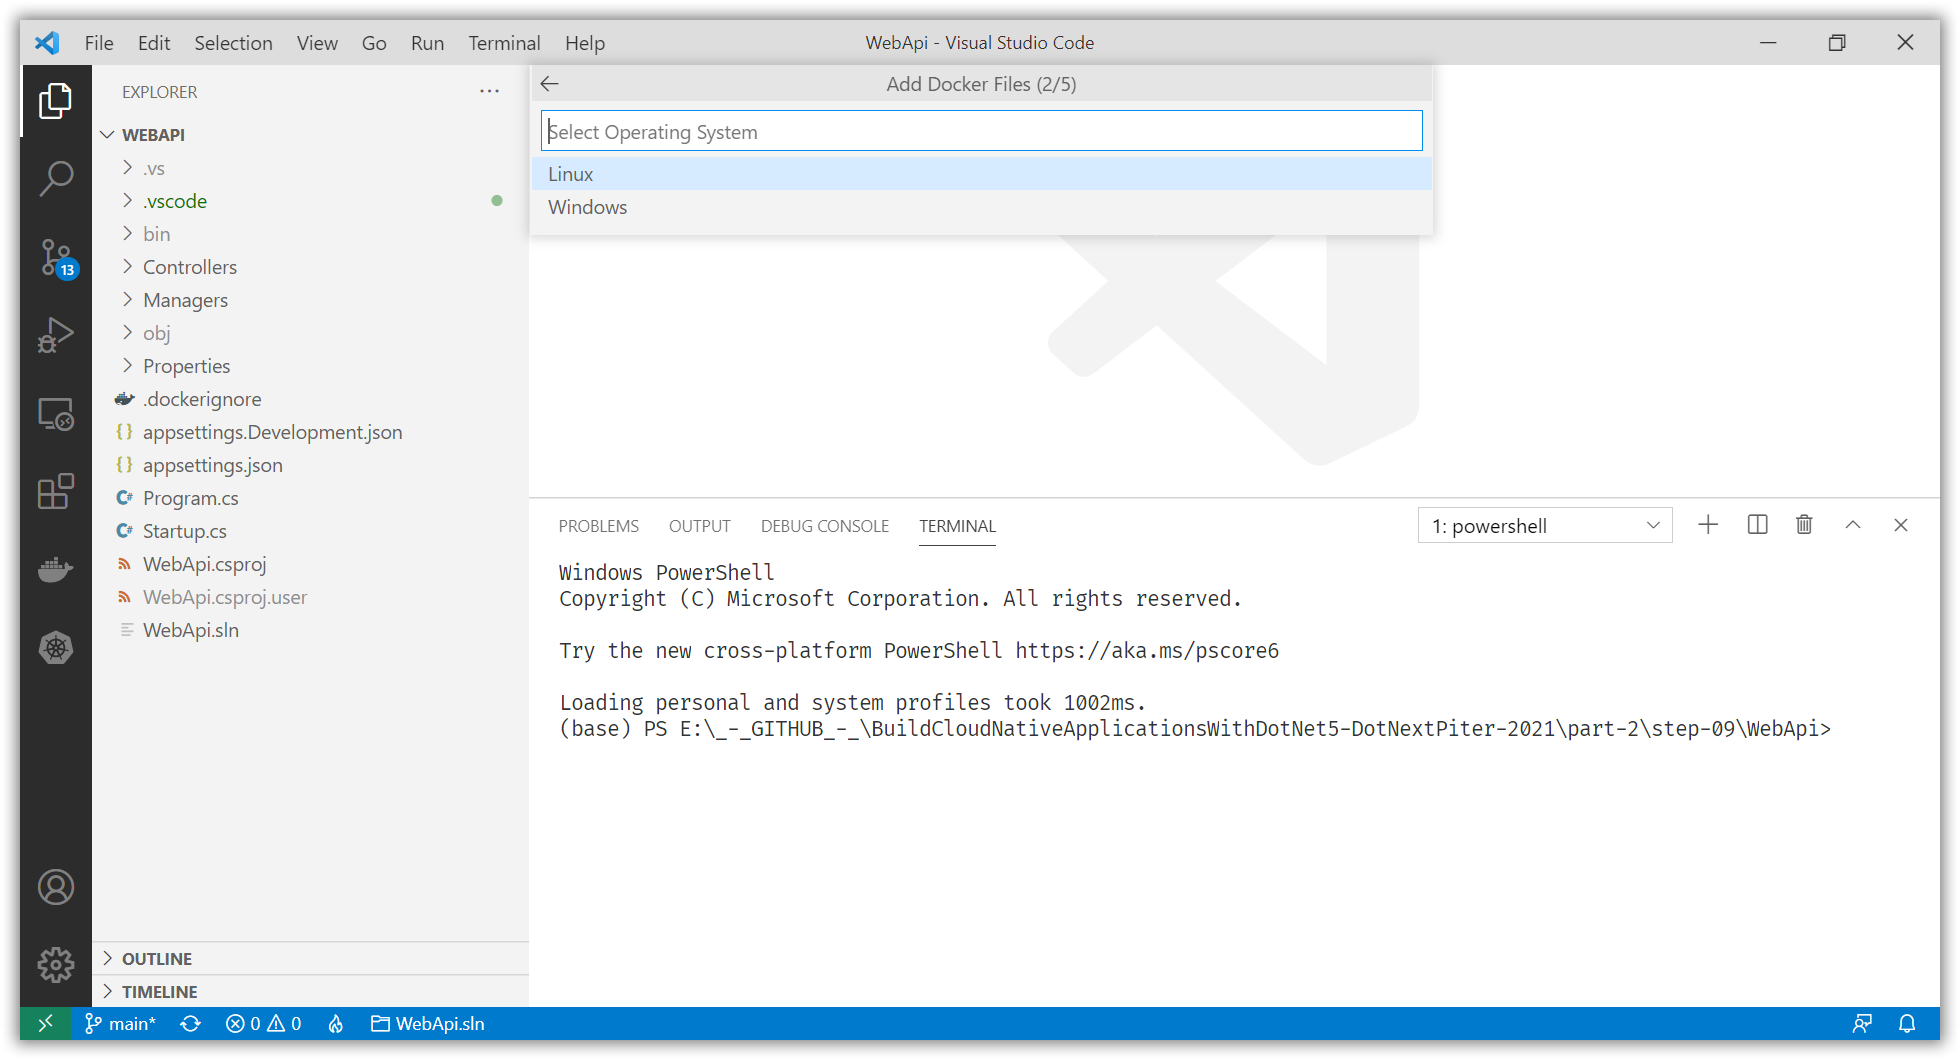 File Edit Selection View Go Run Terminal Help
WebApi - Visual Studio Code
EXPLORER
WEBAPI
.vs
.vscode
bin
Controllers
Managers
obj
Properties
.dockerignore
appsettings.Development.json
appsettings.json
Program.cs
Startup.cs
WebApi.csproj
WebApi.csproj.user
WebApi.sln
OUTLINE
TIMELINE
13
Add Docker Files (2/5)
Select Operating System
Linux
Windows
PROBLEMS OUTPUT DEBUG CONSOLE TERMINAL
1: powershell
Windows PowerShell
Copyright (C) Microsoft Corporation. All rights reserved.
Try the new cross-platform PowerShell https://aka.ms/pscore6
Loading personal and system profiles took 1002ms.
(base) PS E:\_-_GITHUB_-_\BuildCloudNativeApplicationsWithDotNet5-DotNextPiter-2021\part-2\step-09\WebApi>
main* 0 0 WebApi.sln